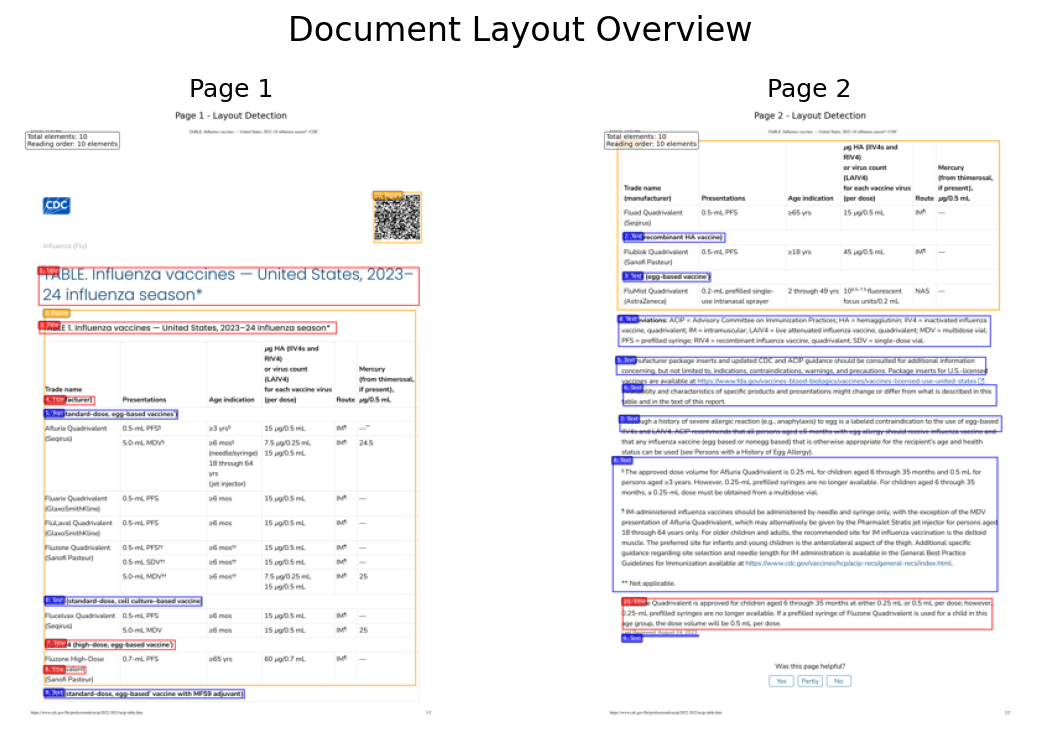 Document Layout Overview
Page 1
Page 1 - Layout Detection
Total elements: 10
Reading order: 10 elements
TABLE. Influenza vaccines — United States, 2023–24 influenza season* | CDC
CDC
Influenza (Flu)
1. Title
TABLE. Influenza vaccines — United States, 2023–
24 influenza season*
TABLE 1. Influenza vaccines — United States, 2023–24 influenza season*
Trade name (manufacturer) Presentations Age indication µg HA (IIV4s and RIV4) or virus count (LAIV4) for each vaccine virus (per dose) Route Mercury (from thimerosal, if present), µg/0.5 mL
5. Text (standard-dose, egg-based vaccines†)
Afluria Quadrivalent (Seqirus) 0.5-mL PFS§ ≥3 yrs§ 15 µg/0.5 mL IM¶ —**
5.0-mL MDV§ ≥6 mos§ (needle/syringe) 18 through 64 yrs (jet injector) 7.5 µg/0.25 mL 15 µg/0.5 mL IM¶ 24.5
Fluarix Quadrivalent (GlaxoSmithKline) 0.5-mL PFS ≥6 mos 15 µg/0.5 mL IM¶ —
FluLaval Quadrivalent (GlaxoSmithKline) 0.5-mL PFS ≥6 mos 15 µg/0.5 mL IM¶ —
Fluzone Quadrivalent (Sanofi Pasteur) 0.5-mL PFS†† ≥6 mos†† 15 µg/0.5 mL IM¶ —
0.5-mL SDV†† ≥6 mos†† 15 µg/0.5 mL IM¶ —
5.0-mL MDV†† ≥6 mos†† 7.5 µg/0.25 mL 15 µg/0.5 mL IM¶ 25
(standard-dose, cell culture–based vaccine)
Flucelvax Quadrivalent (Seqirus) 0.5-mL PFS ≥6 mos 15 µg/0.5 mL IM¶ —
5.0-mL MDV ≥6 mos 15 µg/0.5 mL IM¶ 25
7. Title (high-dose, egg-based vaccine†)
Fluzone High-Dose (Sanofi Pasteur) 0.7-mL PFS ≥65 yrs 60 µg/0.7 mL IM¶ —
9. Text (standard-dose, egg-based† vaccine with MF59 adjuvant)
1/2
Page 2
Page 2 - Layout Detection
Total elements: 10
Reading order: 10 elements
TABLE. Influenza vaccines — United States, 2023–24 influenza season* | CDC
Trade name (manufacturer) Presentations Age indication µg HA (IIV4s and RIV4) or virus count (LAIV4) for each vaccine virus (per dose) Route Mercury (from thimerosal, if present), µg/0.5 mL
Fluad Quadrivalent (Seqirus) 0.5-mL PFS ≥65 yrs 15 µg/0.5 mL IM¶ —
2. Text (recombinant HA vaccine)
Flublok Quadrivalent (Sanofi Pasteur) 0.5-mL PFS ≥18 yrs 45 µg/0.5 mL IM¶ —
3. Text (egg-based vaccine†)
FluMist Quadrivalent (AstraZeneca) 0.2-mL prefilled single-use intranasal sprayer 2 through 49 yrs fluorescent focus units/0.2 mL NAS —
4. Text viations: ACIP = Advisory Committee on Immunization Practices; HA = hemagglutinin; IIV4 = inactivated influenza
vaccine, quadrivalent; IM = intramuscular; LAIV4 = live attenuated influenza vaccine, quadrivalent; MDV = multidose vial;
PFS = prefilled syringe; RIV4 = recombinant influenza vaccine, quadrivalent; SDV = single-dose vial.
5. Text nufacturer package inserts and updated CDC and ACIP guidance should be consulted for additional information
concerning, but not limited to, indications, contraindications, warnings, and precautions. Package inserts for U.S.-licensed
vaccines are available at https://www.fda.gov/vaccines-blood-biologics/vaccines/vaccines-licensed-use-united-states .
6. Text ility and characteristics of specific products and presentations might change or differ from what is described in this
table and in the text of this report.
7. Text ough a history of severe allergic reaction (e.g., anaphylaxis) to egg is a labeled contraindication to the use of egg-based
IIV4s and LAIV4, ACIP recommends that all persons aged ≥6 months with egg allergy should receive influenza vaccine and
that any influenza vaccine (egg based or nonegg based) that is otherwise appropriate for the recipient's age and health
status can be used (see Persons with a History of Egg Allergy).
8. Text
§ The approved dose volume for Afluria Quadrivalent is 0.25 mL for children aged 6 through 35 months and 0.5 mL for
persons aged ≥3 years. However, 0.25-mL prefilled syringes are no longer available. For children aged 6 through 35
months, a 0.25-mL dose must be obtained from a multidose vial.
¶ IM-administered influenza vaccines should be administered by needle and syringe only, with the exception of the MDV
presentation of Afluria Quadrivalent, which may alternatively be given by the PharmaJet Stratis jet injector for persons aged
18 through 64 years only. For older children and adults, the recommended site for IM influenza vaccination is the deltoid
muscle. The preferred site for infants and young children is the anterolateral aspect of the thigh. Additional specific
guidance regarding site selection and needle length for IM administration is available in the General Best Practice
Guidelines for Immunization available at https://www.cdc.gov/vaccines/hcp/acip-recs/general-recs/index.html.
** Not applicable.
10. Title e Quadrivalent is approved for children aged 6 through 35 months at either 0.25 mL or 0.5 mL per dose; however,
0.25-mL prefilled syringes are no longer available. If a prefilled syringe of Fluzone Quadrivalent is used for a child in this
age group, the dose volume will be 0.5 mL per dose.
9. Text
Was this page helpful?
Yes Partly No
2/2